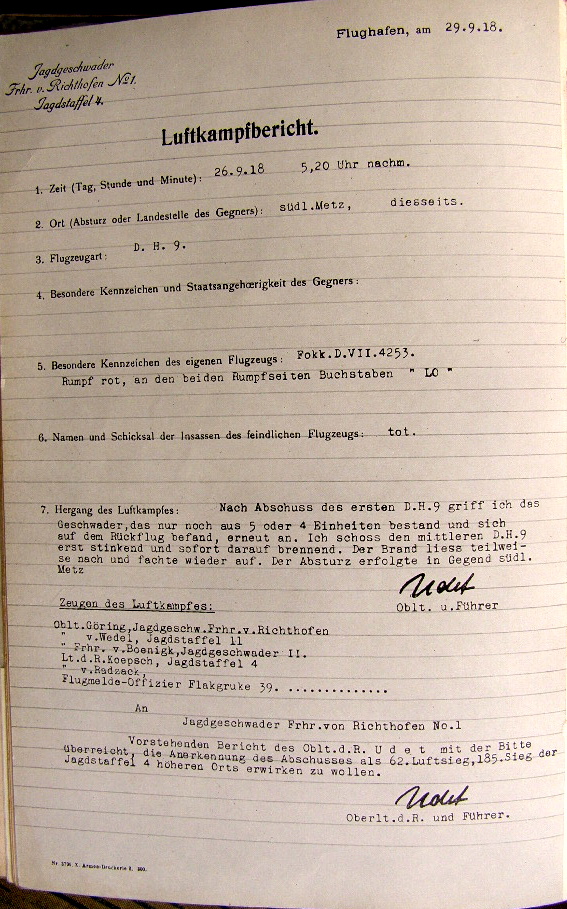 Flughafen, am 29.9.18.
Jagdgeschwader
Frhr. v. Richthofen No 1.
Jagdstaffel 4.
Luftkampfbericht.
1. Zeit (Tag, Stunde und Minute): 26.9.18 5,20 Uhr nachm.
2. Ort (Absturz oder Landestelle des Gegners): südl.Metz, diesseits.
3. Flugzeugart: D. H. 9.
4. Besondere Kennzeichen und Staatsangehœrigkeit des Gegners:
5. Besondere Kennzeichen des eigenen Flugzeugs: Fokk.D.VII.4253.
Rumpf rot, an den beiden Rumpfseiten Buchstaben " LO "
6. Namen und Schicksal der Insassen des feindlichen Flugzeugs: tot.
7. Hergang des Luftkampfes: Nach Abschuss des ersten D.H.9 griff ich das
Geschwader,das nur noch aus 5 oder 4 Einheiten bestand und sich
auf dem Rückflug befand, erneut an. Ich schoss den mittleren D.H.9
erst stinkend und sofort darauf brennend. Der Brand liess teilwei-
se nach und fachte wieder auf. Der Absturz erfolgte in Gegend südl.
Metz
Udet
Oblt. u.Führer
Zeugen des Luftkampfes:
Oblt.Göring,Jagdgeschw.Frhr.v.Richthofen
" v.Wedel, Jagdstaffel 11
" Frhr. v.Boenigk,Jagdgeschwader II.
Lt.d.R.Koepsch, Jagdstaffel 4
" v.Radzack,
Flugmelde-Offizier Flakgruke 39. ..............
An
Jagdgeschwader Frhr.von Richthofen No.1
Vorstehenden Bericht des Oblt.d.R. U d e t mit der Bitte
überreicht, die Anerkennung des Abschusses als 62.Luftsieg,185.Sieg der
Jagdstaffel 4 höheren Orts erwirken zu wollen.
Udet
Oberlt.d.R. und Führer.
Armee-Druckerei